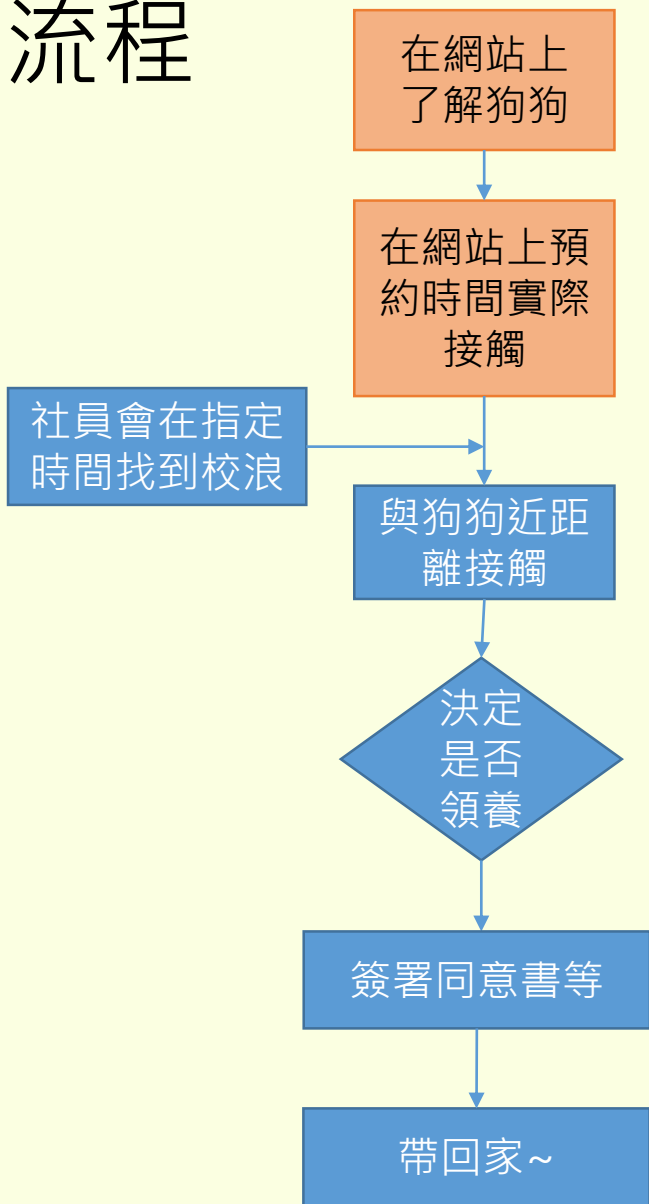 流程
在網站上
了解狗狗
在網站上預
約時間實際
接觸
社員會在指定
時間找到校浪
與狗狗近距
離接觸
決定
是否
領養
簽署同意書等
帶回家~